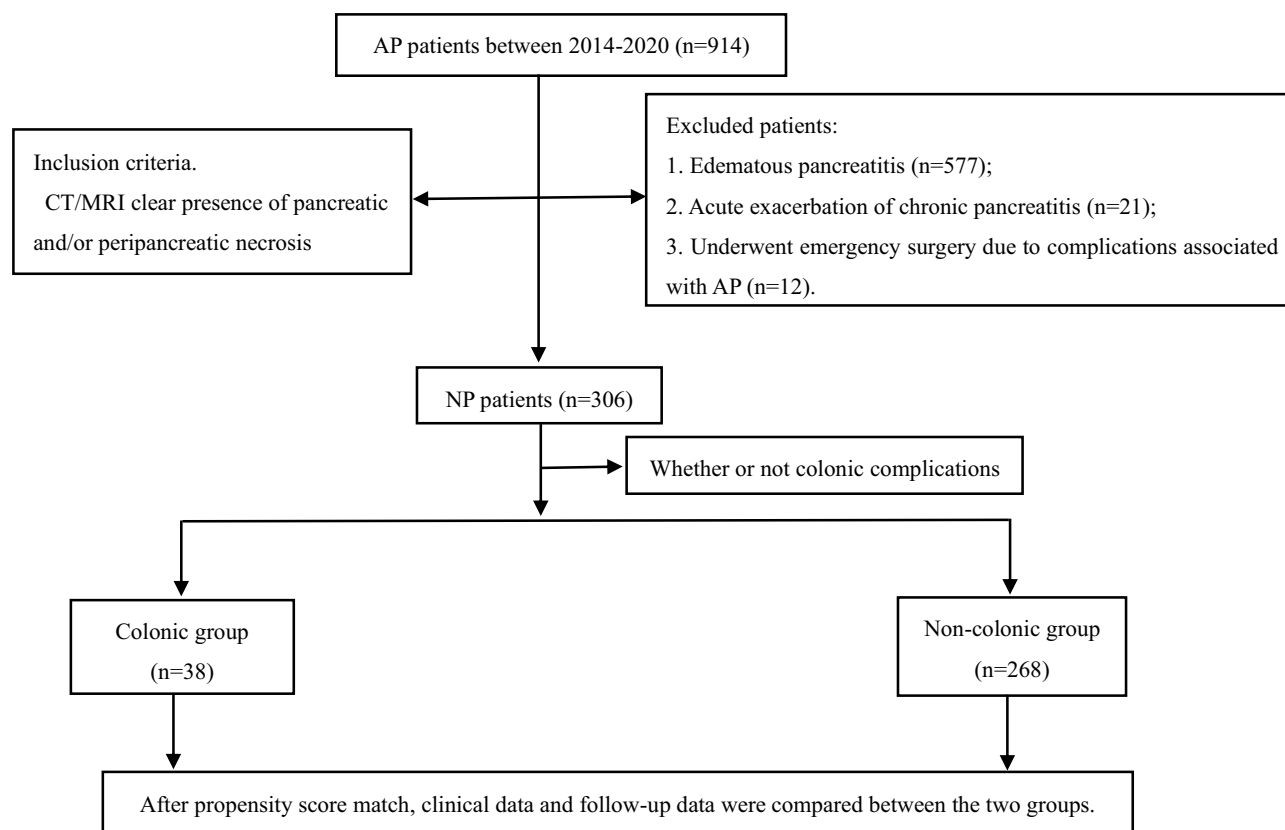 AP patients between 2014-2020 (n=914)
Inclusion criteria.
CT/MRI clear presence of pancreatic
and/or peripancreatic necrosis
Excluded patients:
1. Edematous pancreatitis (n=577);
2. Acute exacerbation of chronic pancreatitis (n=21);
3. Underwent emergency surgery due to complications associated
with AP (n=12).
NP patients (n=306)
Whether or not colonic complications
Colonic group
(n=38)
Non-colonic group
(n=268)
After propensity score match, clinical data and follow-up data were compared between the two groups.